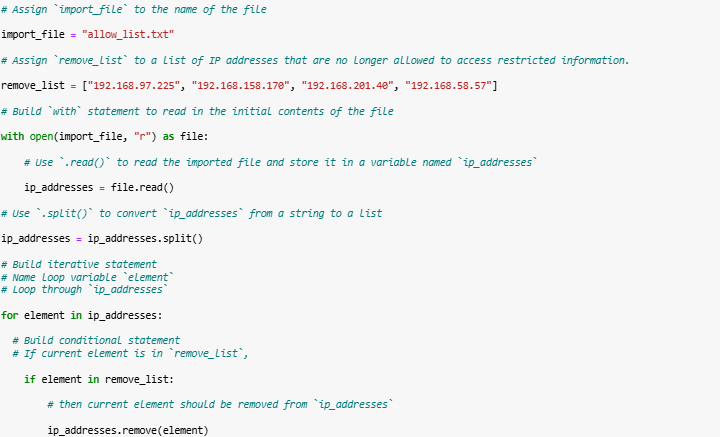 # Assign `import_file` to the name of the file
import_file = "allow_list.txt"
# Assign `remove_list` to a list of IP addresses that are no longer allowed to access restricted information.
remove_list = ["192.168.97.225", "192.168.158.170", "192.168.201.40", "192.168.58.57"]
# Build `with` statement to read in the initial contents of the file
with open(import_file, "r") as file:
    # Use `.read()` to read the imported file and store it in a variable named `ip_addresses`
    ip_addresses = file.read()
# Use `.split()` to convert `ip_addresses` from a string to a list
ip_addresses = ip_addresses.split()
# Build iterative statement
# Name loop variable `element`
# Loop through `ip_addresses`
for element in ip_addresses:
  # Build conditional statement
  # If current element is in `remove_list`,
    if element in remove_list:
        # then current element should be removed from `ip_addresses`
        ip_addresses.remove(element)